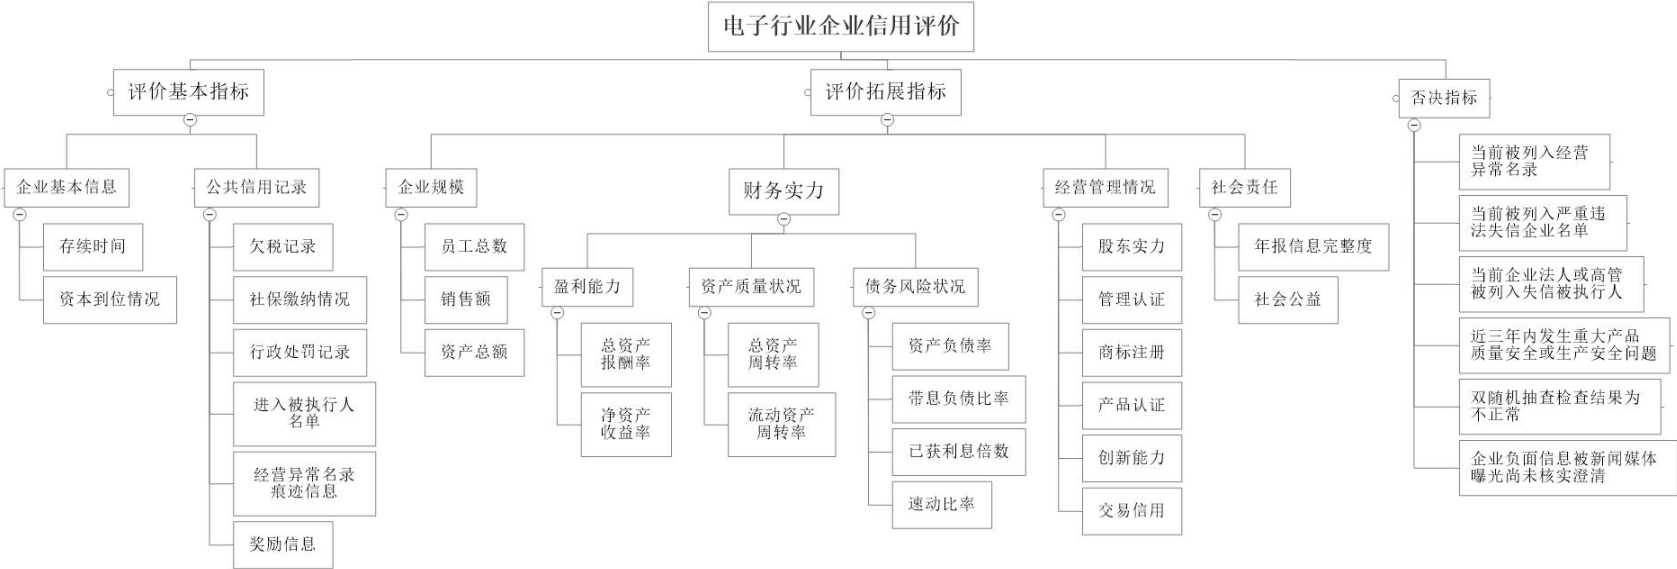 电子行业企业信用评价
评价基本指标
企业基本信息
存续时间
资本到位情况
公共信用记录
欠税记录
社保缴纳情况
行政处罚记录
进入被执行人
名单
经营异常名录
痕迹信息
奖励信息
评价拓展指标
企业规模
员工总数
销售额
资产总额
财务实力
盈利能力
总资产
报酬率
净资产
收益率
资产质量状况
总资产
周转率
流动资产
周转率
债务风险状况
资产负债率
带息负债比率
已获利息倍数
速动比率
经营管理情况
股东实力
管理认证
商标注册
产品认证
创新能力
交易信用
社会责任
年报信息完整度
社会公益
否决指标
当前被列入经营
异常名录
当前被列入严重违
法失信企业名单
当前企业法人或高管
被列入失信被执行人
近三年内发生重大产品
质量安全或生产安全问题
双随机抽查检查结果为
不正常
企业负面信息被新闻媒体
曝光尚未核实澄清